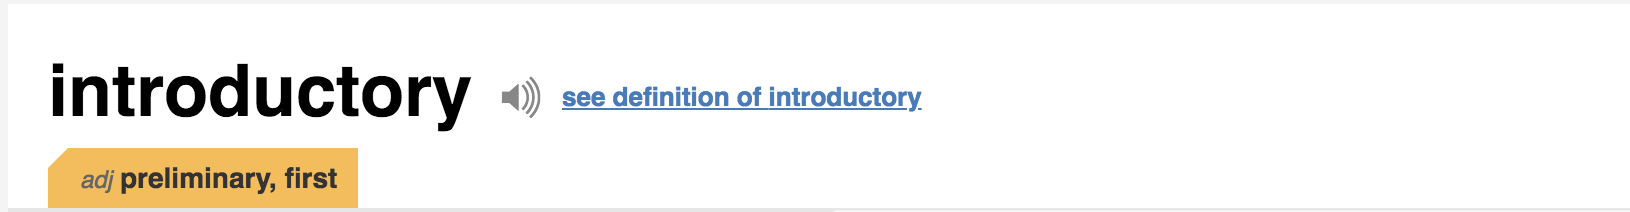 introductory see definition of introductory
adj preliminary, first